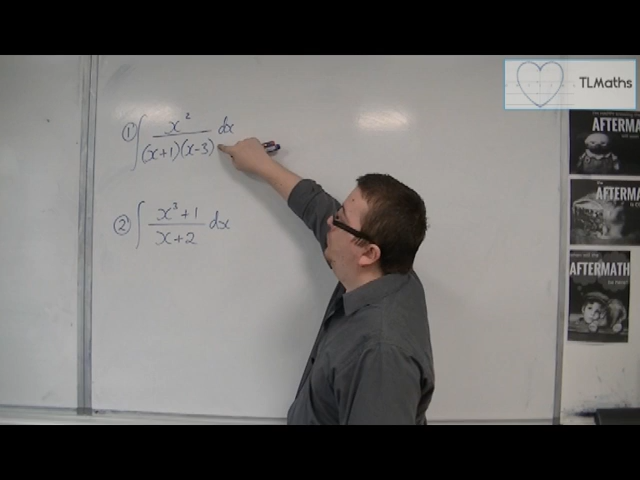 TLMaths
① ∫ x² / (x+1)(x-3) dx
② ∫ x³+1 / x+2 dx
AFTERMATH
AFTERMATH
AFTERMATH